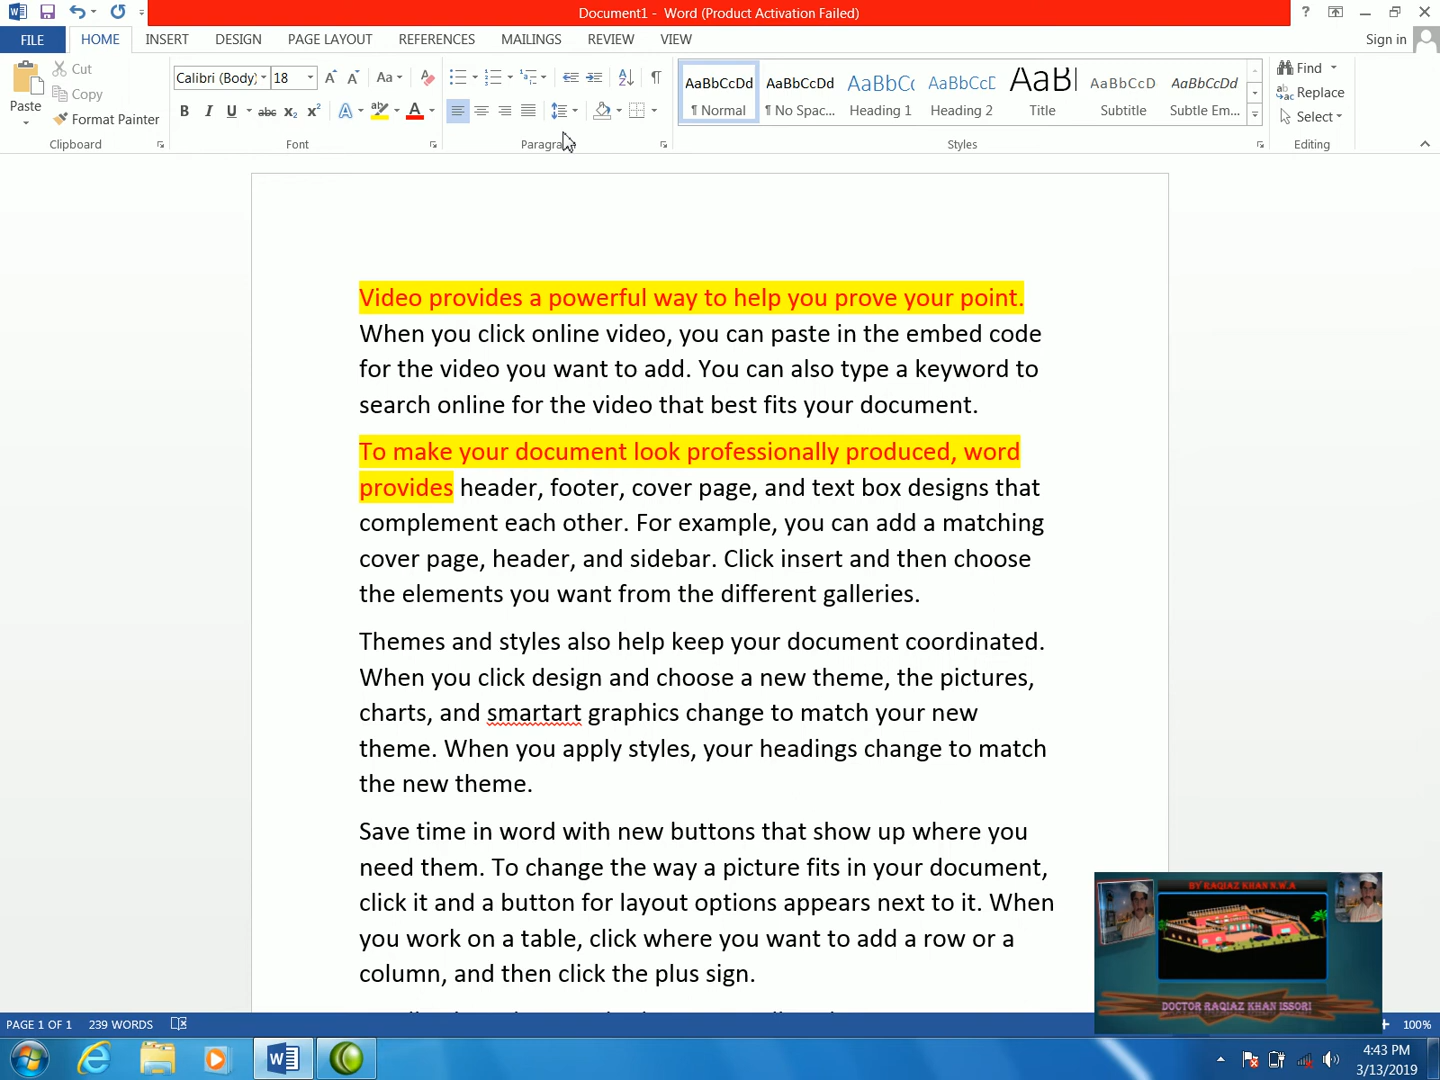 Document1 - Word (Product Activation Failed)
FILE HOME INSERT DESIGN PAGE LAYOUT REFERENCES MAILINGS REVIEW VIEW Sign in
Paste
Cut
Copy
Format Painter
Clipboard
Calibri (Body) 18
Font
Paragra
AaBbCcDd AaBbCcDd AaBbCc AaBbCcD AaB AaBbCcD AaBbCcDd
¶ Normal ¶ No Spac... Heading 1 Heading 2 Title Subtitle Subtle Em...
Styles
Find
Replace
Select
Editing
Video provides a powerful way to help you prove your point.
When you click online video, you can paste in the embed code
for the video you want to add. You can also type a keyword to
search online for the video that best fits your document.
To make your document look professionally produced, word
provides header, footer, cover page, and text box designs that
complement each other. For example, you can add a matching
cover page, header, and sidebar. Click insert and then choose
the elements you want from the different galleries.
Themes and styles also help keep your document coordinated.
When you click design and choose a new theme, the pictures,
charts, and smartart graphics change to match your new
theme. When you apply styles, your headings change to match
the new theme.
Save time in word with new buttons that show up where you
need them. To change the way a picture fits in your document,
click it and a button for layout options appears next to it. When
you work on a table, click where you want to add a row or a
column, and then click the plus sign.
BY RAQIAZ KHAN N.W.A
DOCTOR RAQIAZ KHAN ISSORI
PAGE 1 OF 1 239 WORDS 100%
4:43 PM
3/13/2019